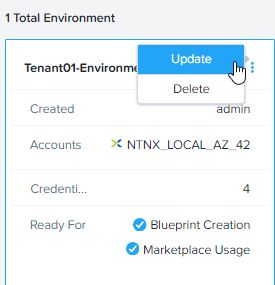 1 Total Environment
Update
Tenant01-Environme
Delete
Created admin
Accounts NTNX_LOCAL_AZ_42
Credenti... 4
Ready For Blueprint Creation
Marketplace Usage